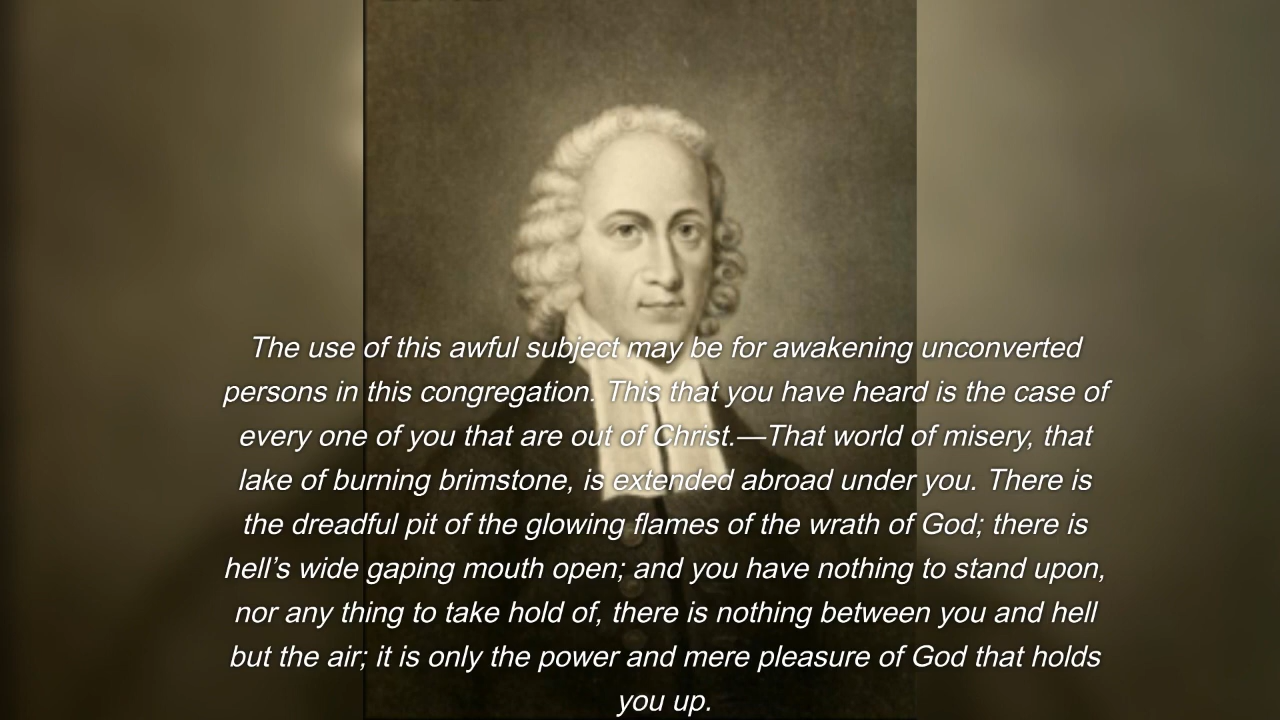 The use of this awful subject may be for awakening unconverted
persons in this congregation. This that you have heard is the case of
every one of you that are out of Christ.—That world of misery, that
lake of burning brimstone, is extended abroad under you. There is
the dreadful pit of the glowing flames of the wrath of God; there is
hell’s wide gaping mouth open; and you have nothing to stand upon,
nor any thing to take hold of, there is nothing between you and hell
but the air; it is only the power and mere pleasure of God that holds
you up.